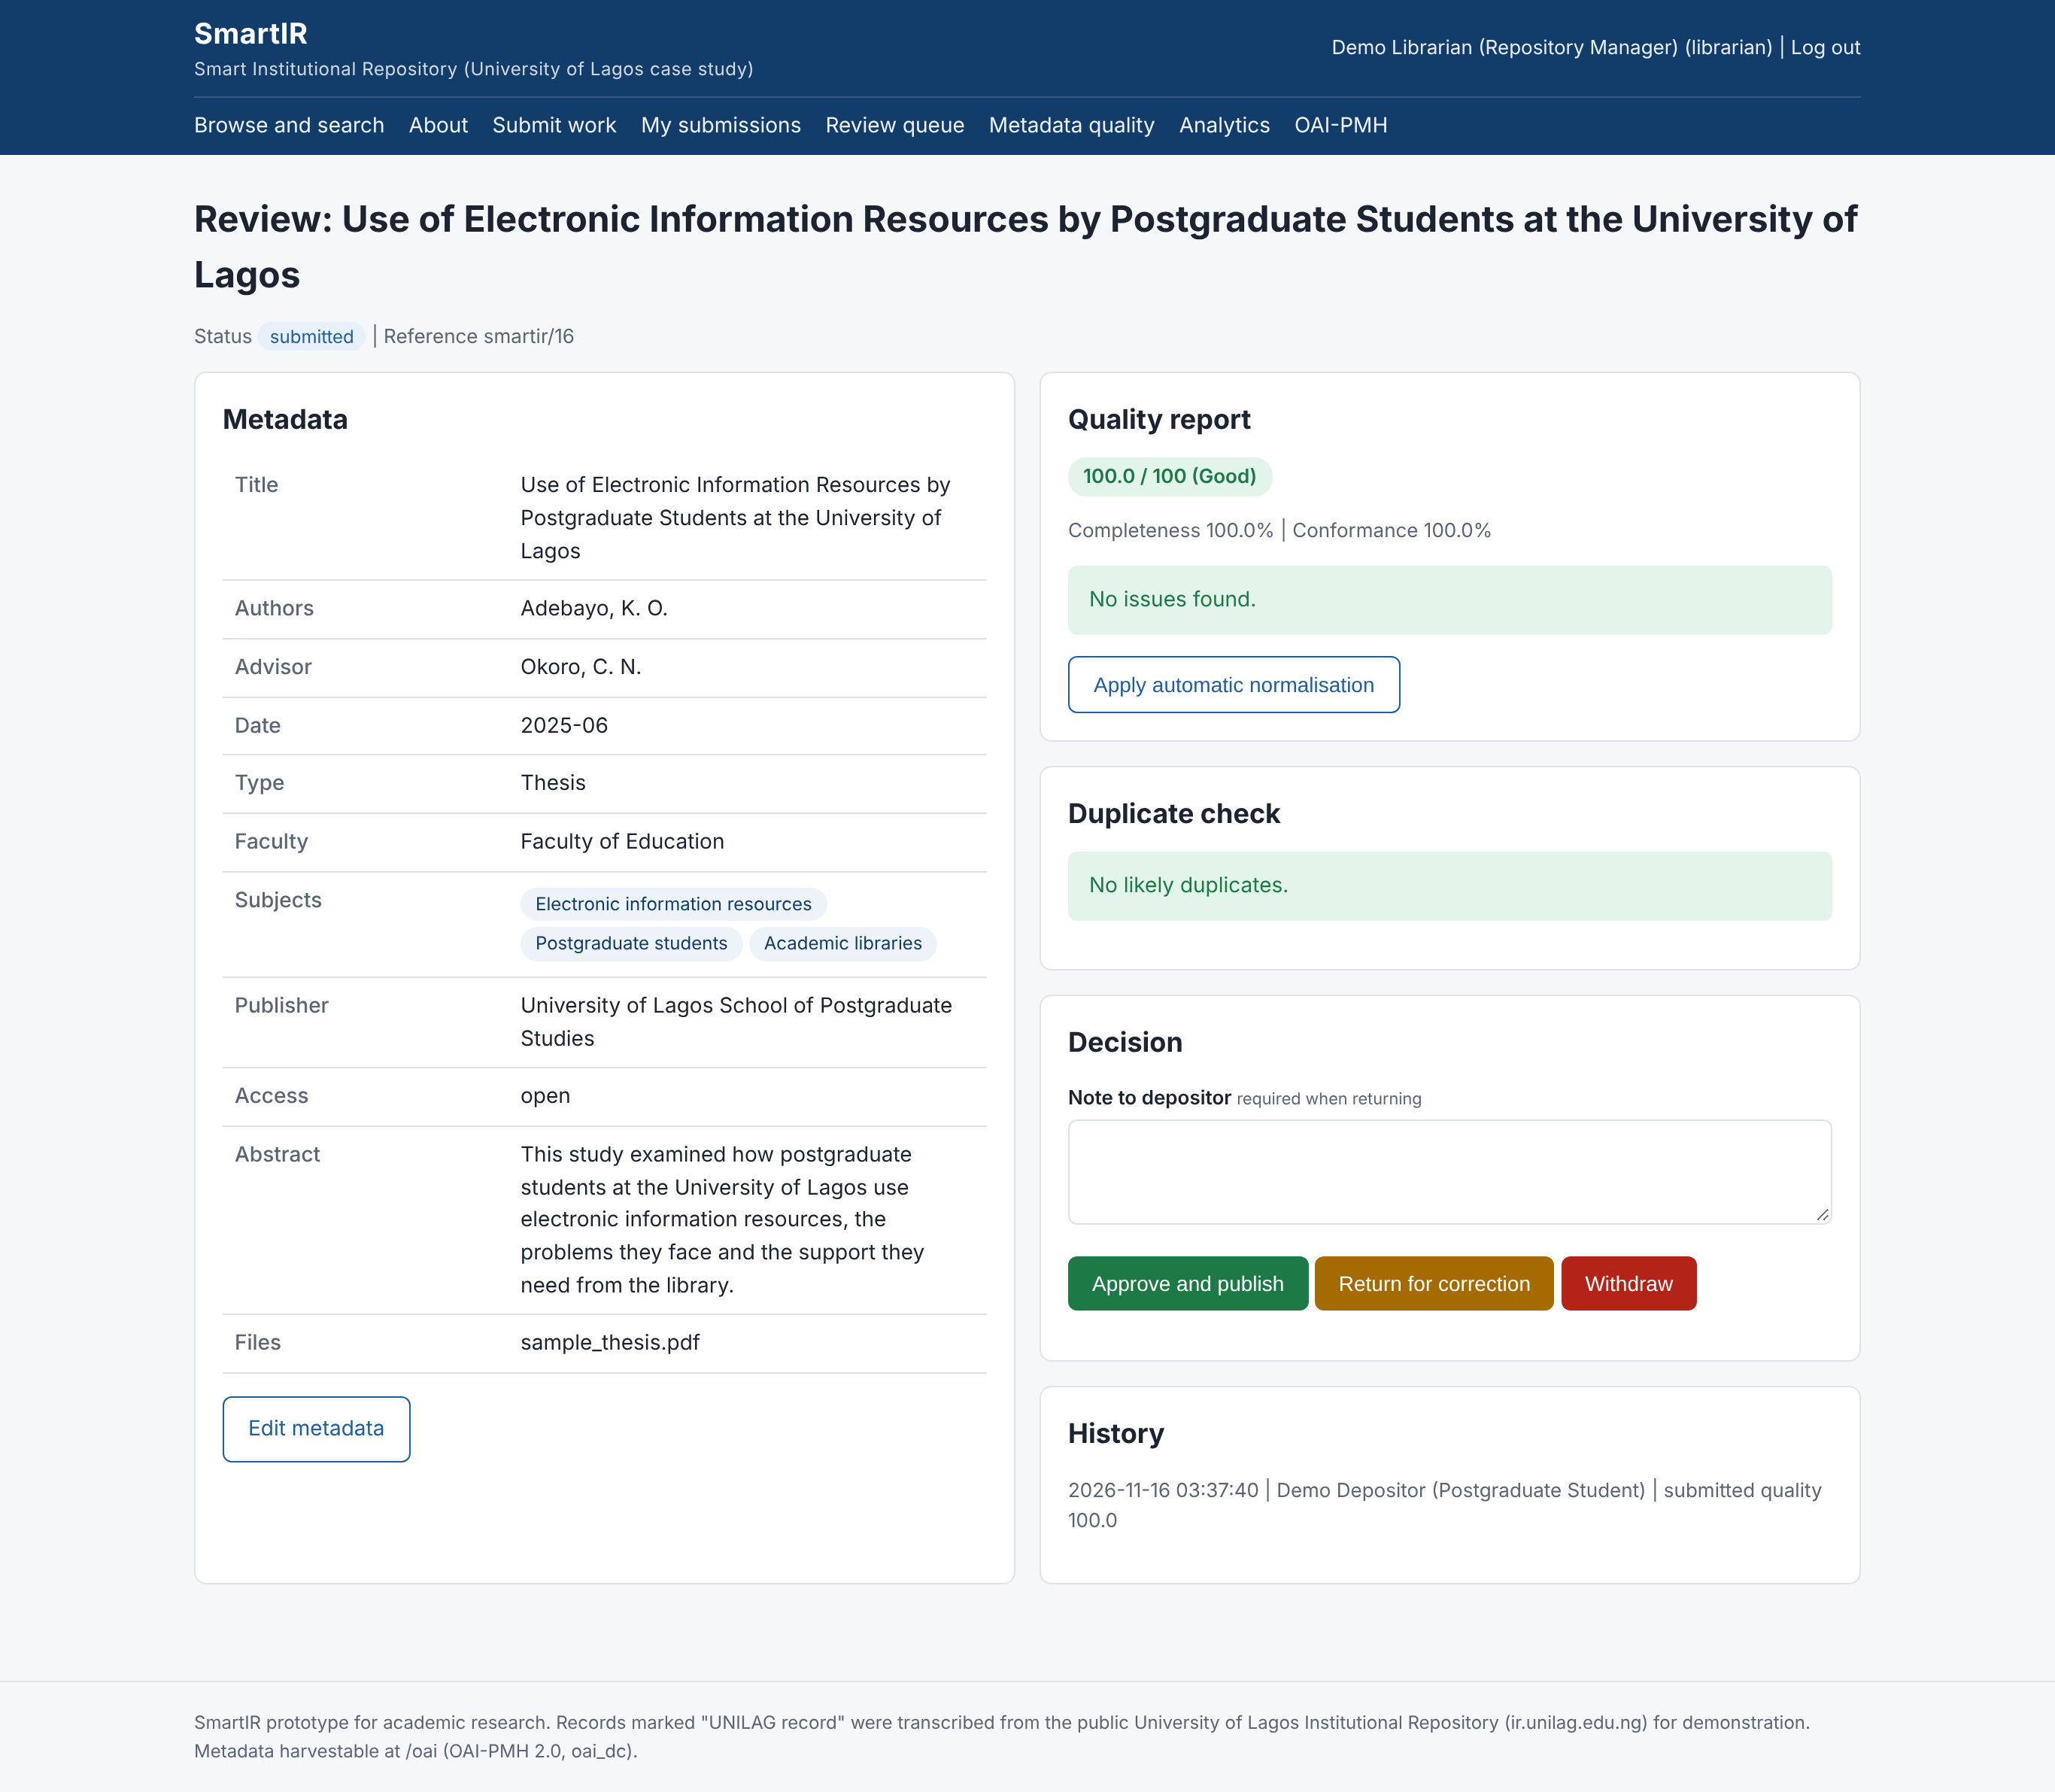 SmartIR
Smart Institutional Repository (University of Lagos case study)
Demo Librarian (Repository Manager) (librarian) | Log out
Browse and search About Submit work My submissions Review queue Metadata quality Analytics OAI-PMH
Review: Use of Electronic Information Resources by Postgraduate Students at the University of
Lagos
Status submitted | Reference smartir/16
Metadata
Title
Use of Electronic Information Resources by
Postgraduate Students at the University of
Lagos
Authors
Adebayo, K. O.
Advisor
Okoro, C. N.
Date
2025-06
Type
Thesis
Faculty
Faculty of Education
Subjects
Electronic information resources
Postgraduate students Academic libraries
Publisher
University of Lagos School of Postgraduate
Studies
Access
open
Abstract
This study examined how postgraduate
students at the University of Lagos use
electronic information resources, the
problems they face and the support they
need from the library.
Files
sample_thesis.pdf
Edit metadata
Quality report
100.0 / 100 (Good)
Completeness 100.0% | Conformance 100.0%
No issues found.
Apply automatic normalisation
Duplicate check
No likely duplicates.
Decision
Note to depositor required when returning
Approve and publish Return for correction Withdraw
History
2026-11-16 03:37:40 | Demo Depositor (Postgraduate Student) | submitted quality
100.0
SmartIR prototype for academic research. Records marked "UNILAG record" were transcribed from the public University of Lagos Institutional Repository (ir.unilag.edu.ng) for demonstration.
Metadata harvestable at /oai (OAI-PMH 2.0, oai_dc).